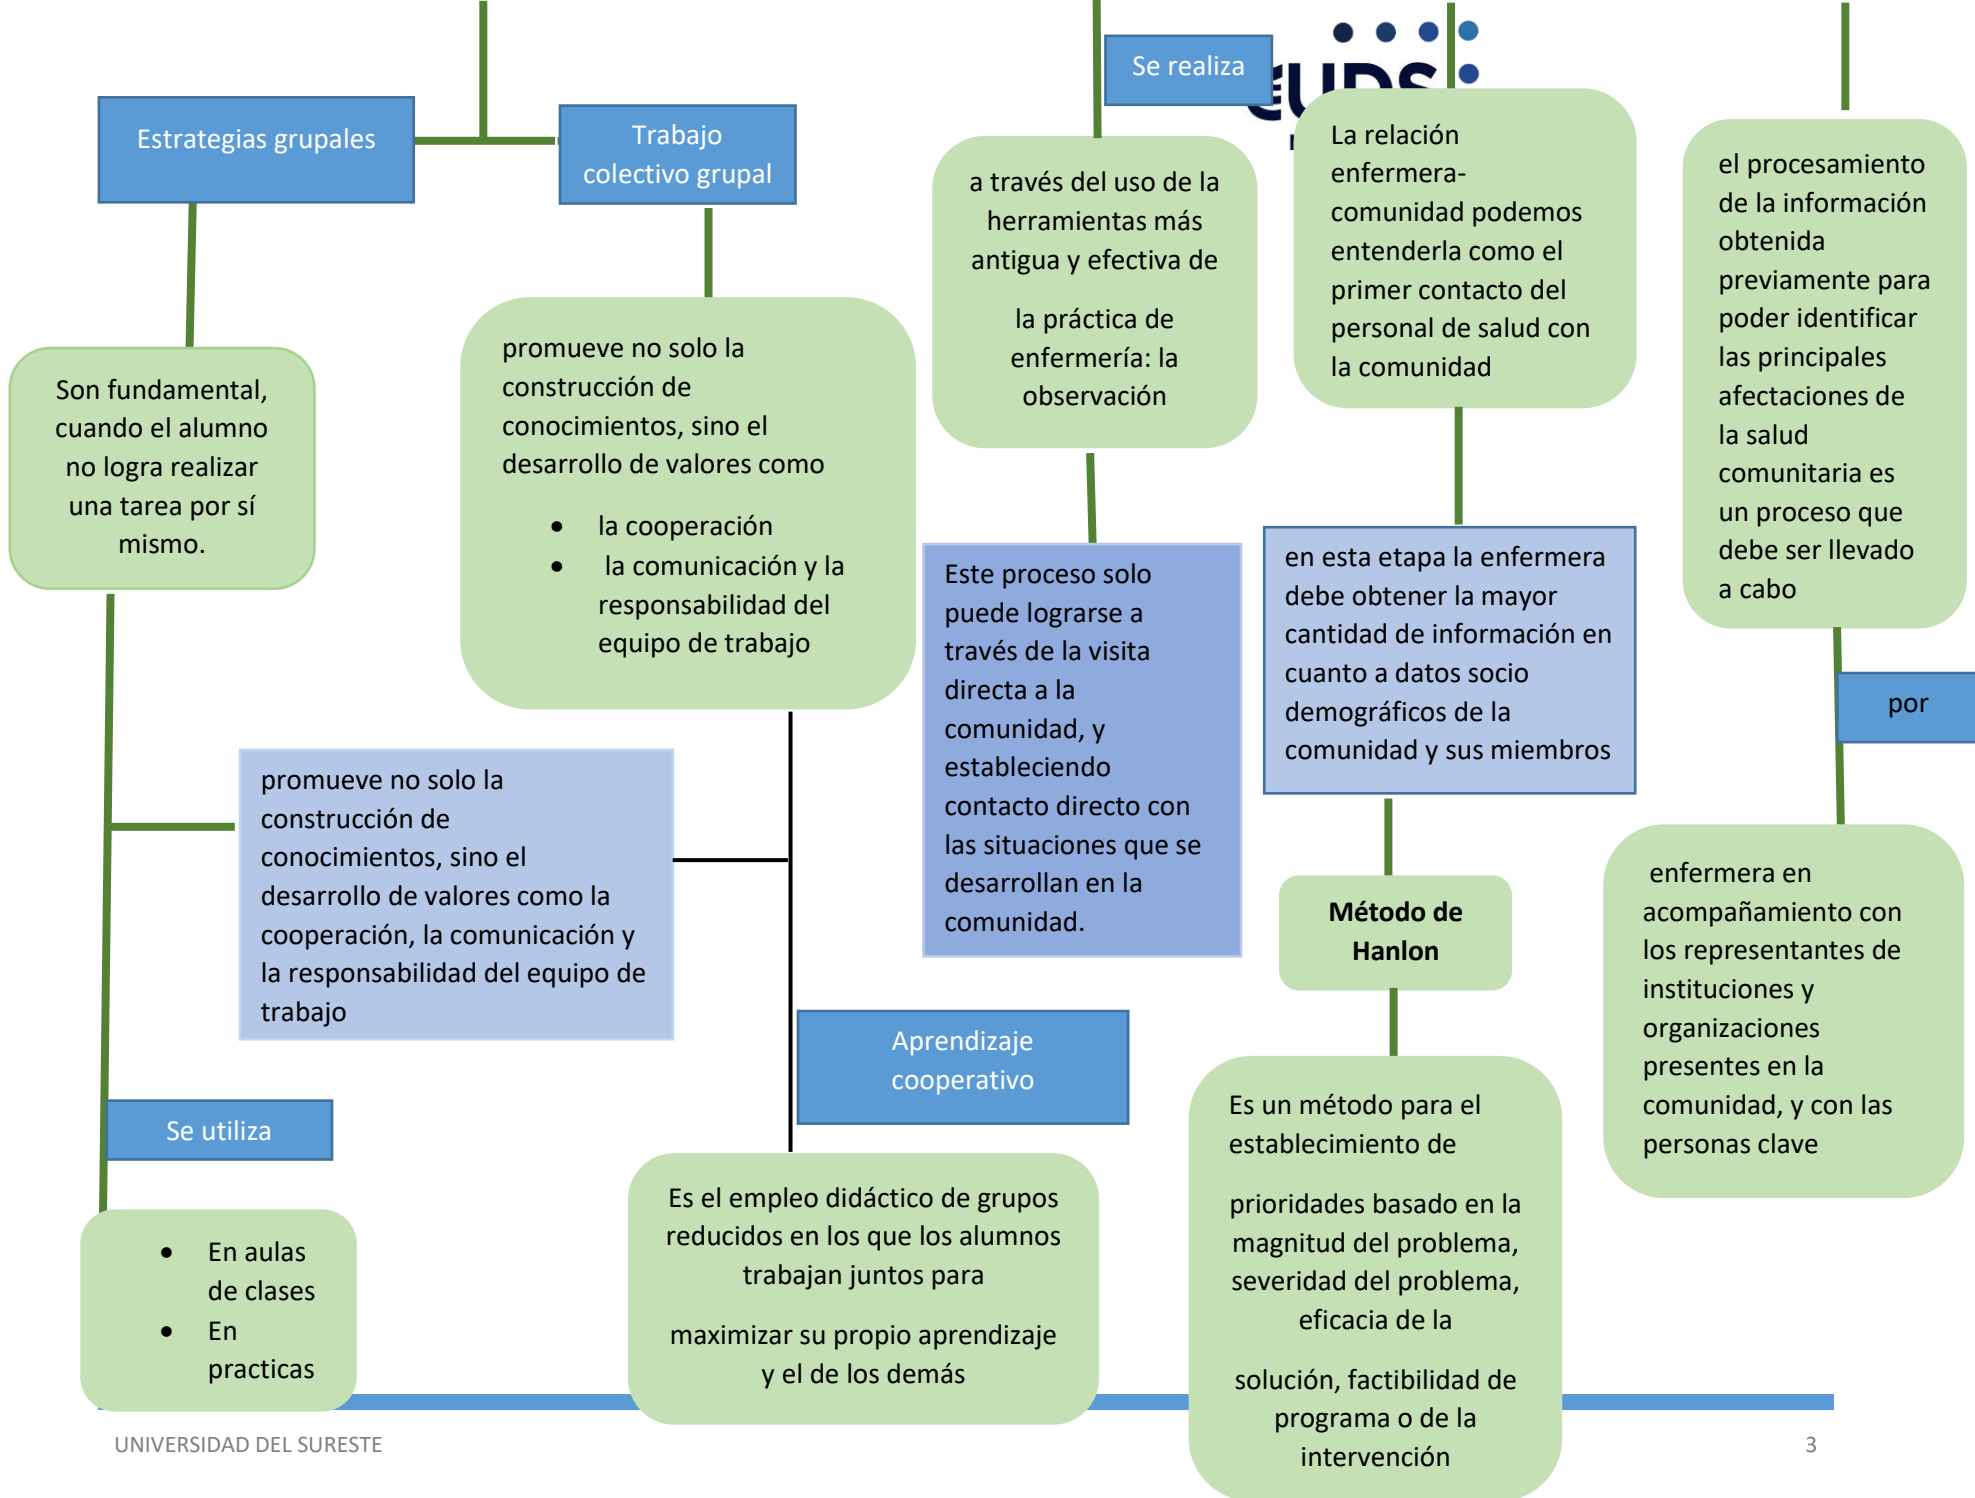 Estrategias grupales
Trabajo
colectivo grupal
Son fundamental,
cuando el alumno
no logra realizar
una tarea por sí
mismo.
promueve no solo la
construcción de
conocimientos, sino el
desarrollo de valores como
• la cooperación
• la comunicación y la
responsabilidad del
equipo de trabajo
promueve no solo la
construcción de
conocimientos, sino el
desarrollo de valores como la
cooperación, la comunicación y
la responsabilidad del equipo de
trabajo
Se utiliza
• En aulas
de clases
• En
practicas
Aprendizaje
cooperativo
Es el empleo didáctico de grupos
reducidos en los que los alumnos
trabajan juntos para
maximizar su propio aprendizaje
y el de los demás
Se realiza
UDS
a través del uso de la
herramientas más
antigua y efectiva de
la práctica de
enfermería: la
observación
Este proceso solo
puede lograrse a
través de la visita
directa a la
comunidad, y
estableciendo
contacto directo con
las situaciones que se
desarrollan en la
comunidad.
La relación
enfermera-
comunidad podemos
entenderla como el
primer contacto del
personal de salud con
la comunidad
en esta etapa la enfermera
debe obtener la mayor
cantidad de información en
cuanto a datos socio
demográficos de la
comunidad y sus miembros
Método de
Hanlon
Es un método para el
establecimiento de
prioridades basado en la
magnitud del problema,
severidad del problema,
eficacia de la
solución, factibilidad de
programa o de la
intervención
el procesamiento
de la información
obtenida
previamente para
poder identificar
las principales
afectaciones de
la salud
comunitaria es
un proceso que
debe ser llevado
a cabo
por
enfermera en
acompañamiento con
los representantes de
instituciones y
organizaciones
presentes en la
comunidad, y con las
personas clave
UNIVERSIDAD DEL SURESTE
3